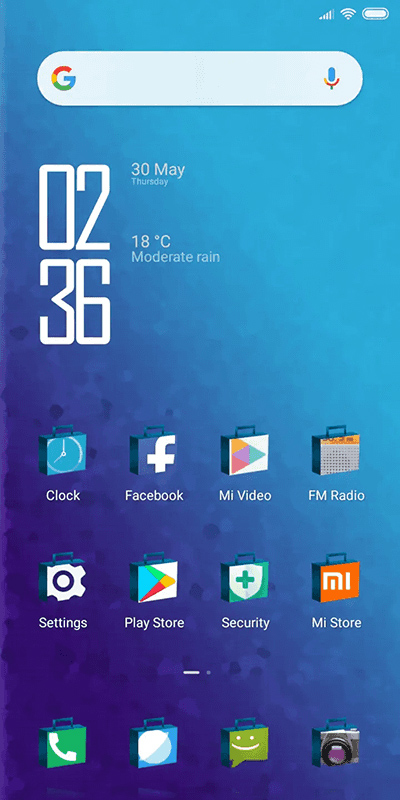 02
36
30 May
Thursday
18 °C
Moderate rain
Clock
Facebook
Mi Video
FM Radio
Settings
Play Store
Security
mi
Mi Store